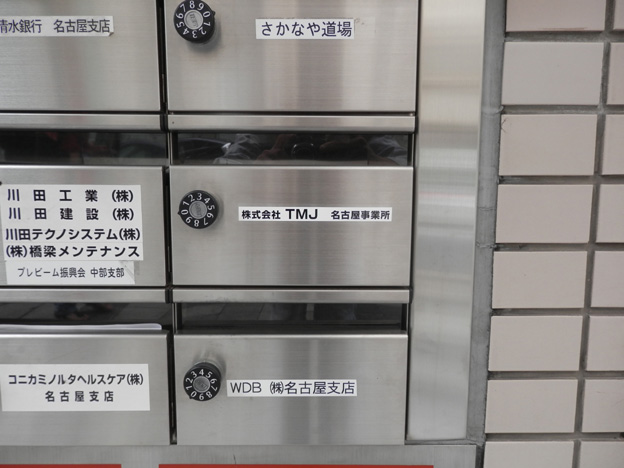 清水銀行 名古屋支店
さかなや道場
川田工業(株)
川田建設(株)
川田テクノシステム(株)
(株)橋梁メンテナンス
プレビーム振興会 中部支部
株式会社 TMJ 名古屋事業所
コニカミノルタヘルスケア(株)
名古屋支店
WDB ㈱名古屋支店